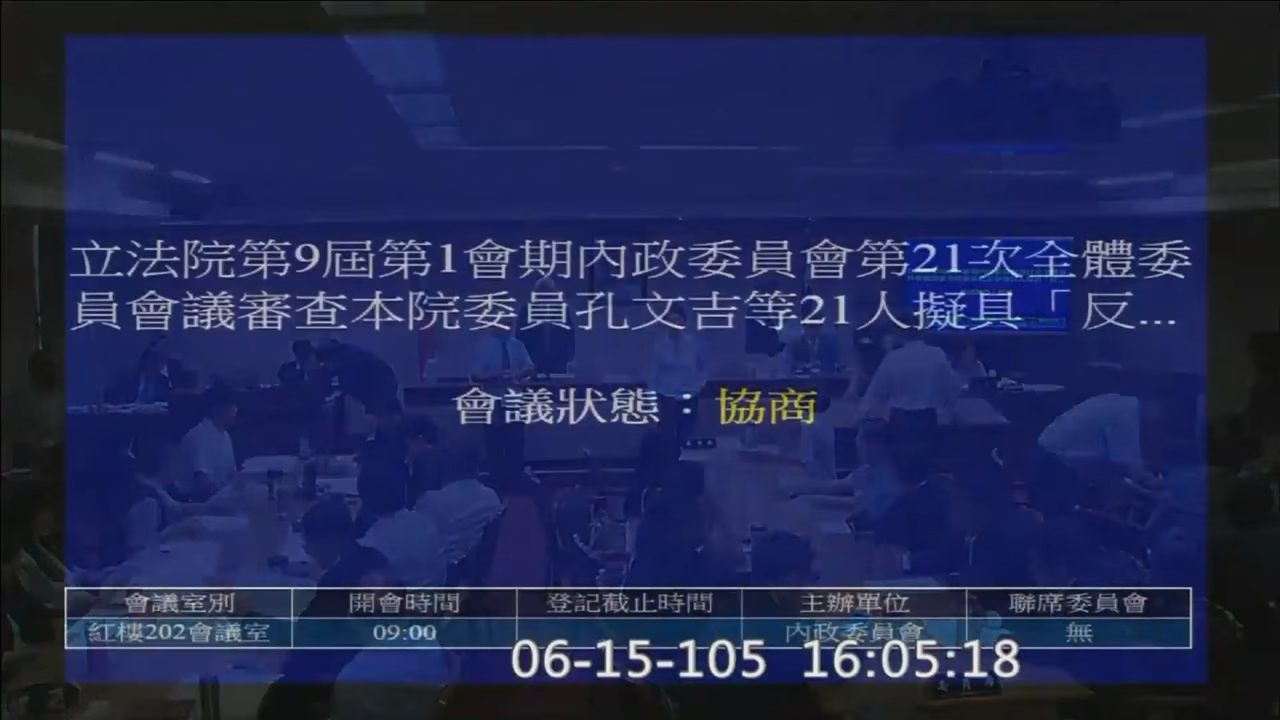 立法院第9屆第1會期內政委員會第21次全體委
員會議審查本院委員孔文吉等21人擬具「反...
會議狀態：協商
會議室別 開會時間 登記截止時間 主辦單位 聯席委員會
紅樓202會議室 09:00 內政委員會 無
06-15-105 16:05:18